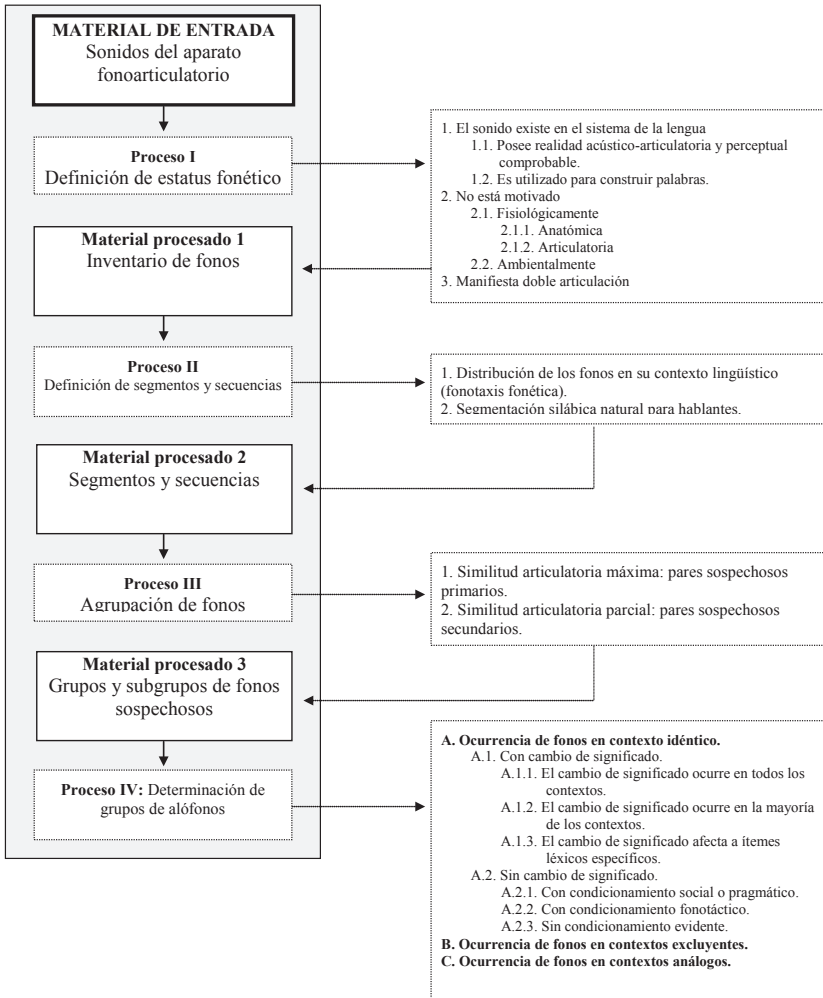 MATERIAL DE ENTRADA
Sonidos del aparato
fonoarticulatorio
Proceso I
Definición de estatus fonético
1. El sonido existe en el sistema de la lengua
1.1. Posee realidad acústico-articulatoria y perceptual
comprobable.
1.2. Es utilizado para construir palabras.
2. No está motivado
2.1. Fisiológicamente
2.1.1. Anatómica
2.1.2. Articulatoria
2.2. Ambientalmente
3. Manifiesta doble articulación
Material procesado 1
Inventario de fonos
Proceso II
Definición de segmentos y secuencias
1. Distribución de los fonos en su contexto lingüístico
(fonotaxis fonética).
2. Segmentación silábica natural para hablantes.
Material procesado 2
Segmentos y secuencias
Proceso III
Agrupación de fonos
1. Similitud articulatoria máxima: pares sospechosos
primarios.
2. Similitud articulatoria parcial: pares sospechosos
secundarios.
Material procesado 3
Grupos y subgrupos de fonos
sospechosos
Proceso IV: Determinación de
grupos de alófonos
A. Ocurrencia de fonos en contexto idéntico.
A.1. Con cambio de significado.
A.1.1. El cambio de significado ocurre en todos los
contextos.
A.1.2. El cambio de significado ocurre en la mayoría
de los contextos.
A.1.3. El cambio de significado afecta a ítemes
léxicos específicos.
A.2. Sin cambio de significado.
A.2.1. Con condicionamiento social o pragmático.
A.2.2. Con condicionamiento fonotáctico.
A.2.3. Sin condicionamiento evidente.
B. Ocurrencia de fonos en contextos excluyentes.
C. Ocurrencia de fonos en contextos análogos.